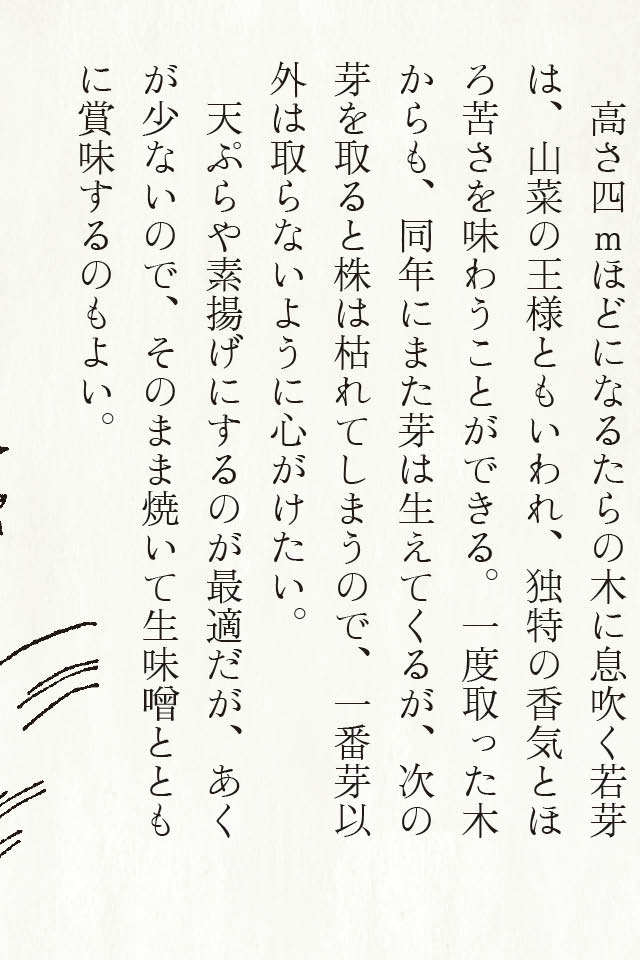 高さ四ｍほどになるたらの木に息吹く若芽
は、山菜の王様ともいわれ、独特の香気とほ
ろ苦さを味わうことができる。一度取った木
からも、同年にまた芽は生えてくるが、次の
芽を取ると株は枯れてしまうので、一番芽以
外は取らないように心がけたい。
天ぷらや素揚げにするのが最適だが、あく
が少ないので、そのまま焼いて生味噌ととも
に賞味するのもよい。